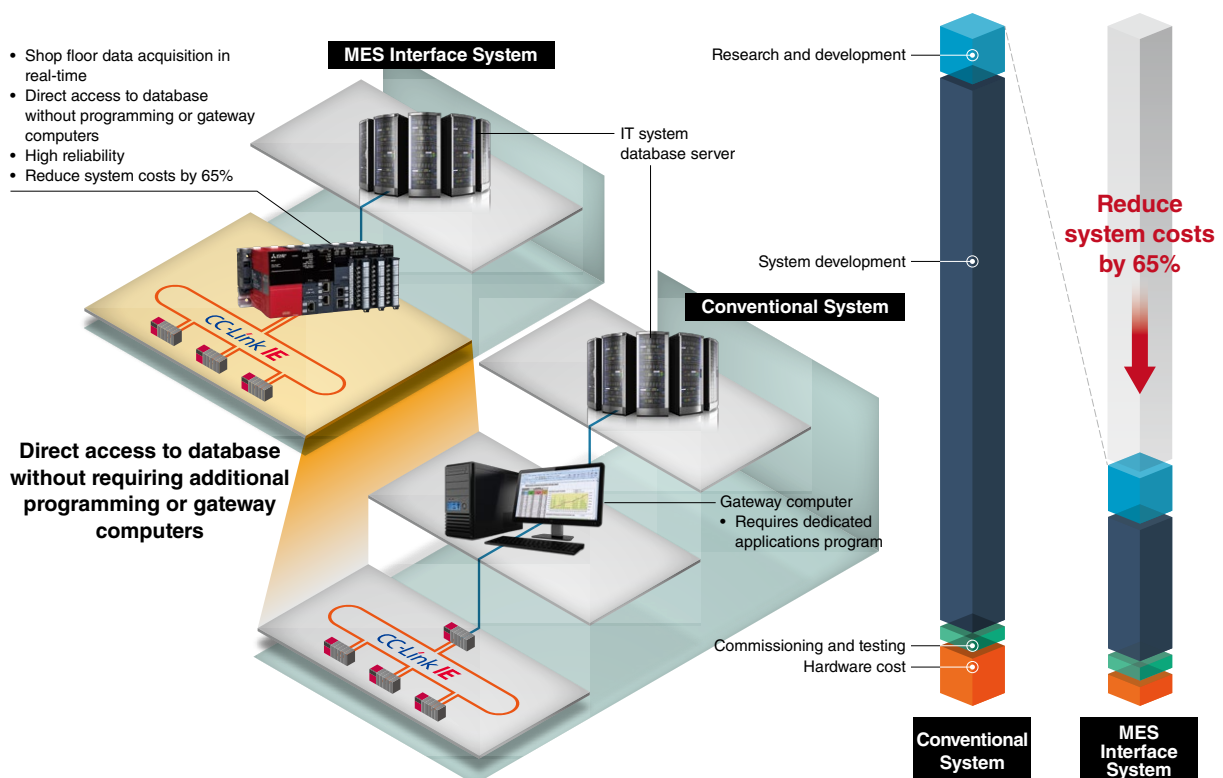 • Shop floor data acquisition in
real-time
• Direct access to database
without programming or gateway
computers
• High reliability
• Reduce system costs by 65%
MES Interface System
IT system
database server
CC-Link IE
Direct access to database
without requiring additional
programming or gateway
computers
Conventional System
Gateway computer
• Requires dedicated
applications program
CC-Link IE
Research and development
System development
Commissioning and testing
Hardware cost
Reduce
system costs
by 65%
Conventional
System
MES
Interface
System